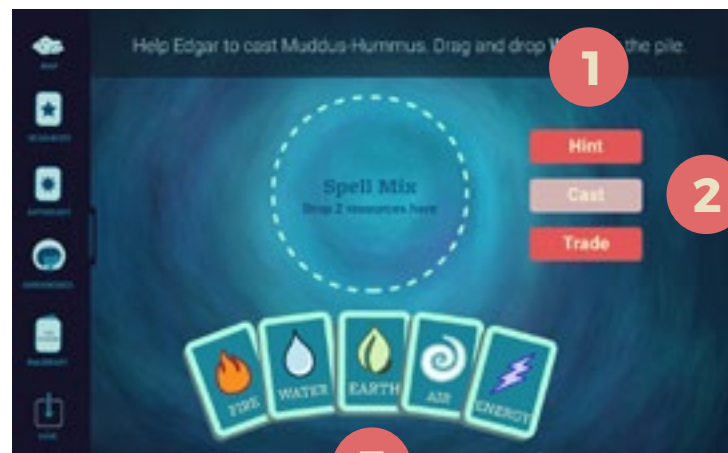 Help Edgar to cast Muddus-Hummus. Drag and drop the pile.
1
Hint
Spell Mix
Drop 2 resources here
Cast
2
Trade
FIRE
WATER
EARTH
AIR
ENERGY